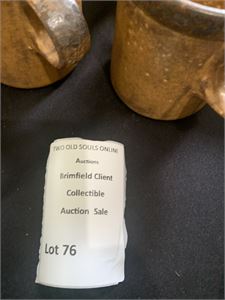 TWO OLD SOULS ONLINE
Auctions
Brimfield Client
Collectible
Auction Sale
Lot 76